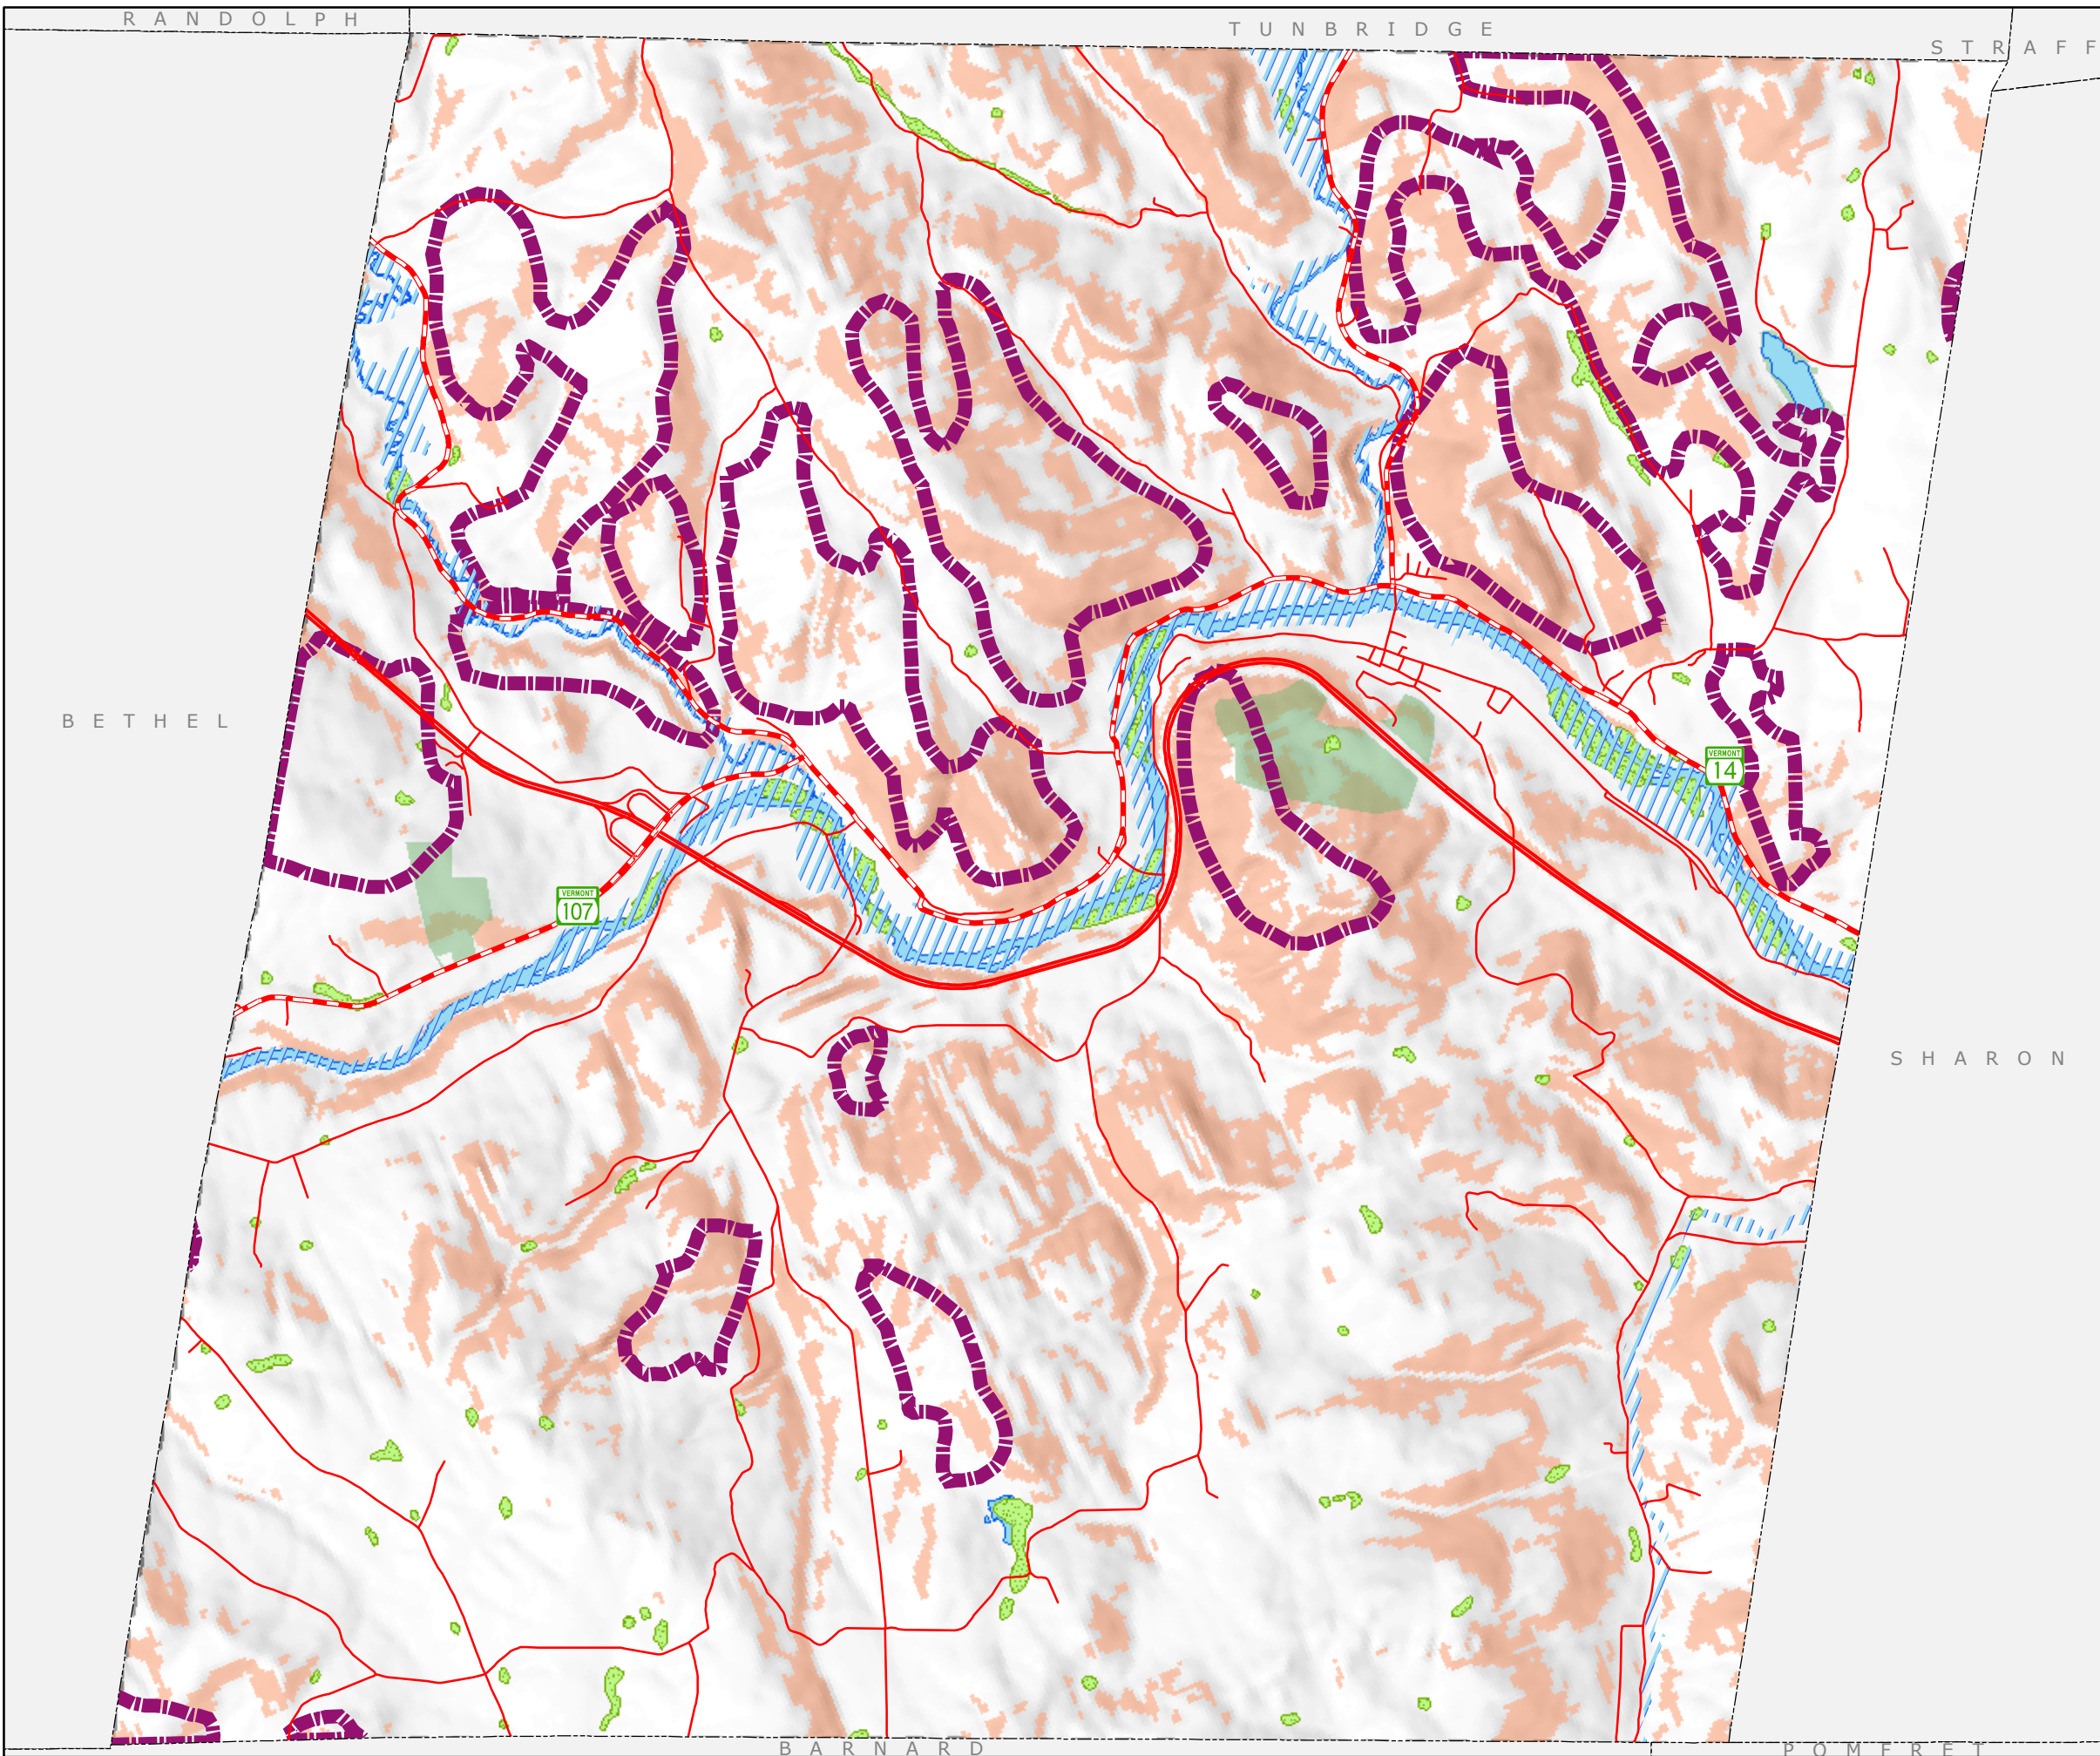 RANDOLPH
TUNBRIDGE
STRAFF
BETHEL
VERMONT
14
VERMONT
107
SHARON
BARNARD
POMFRET